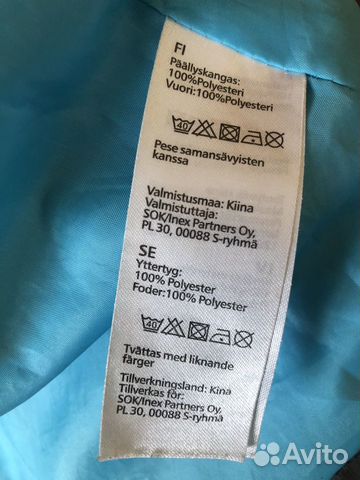 FI
Päällyskangas:
100%Polyesteri
Vuori:100%Polyesteri
40
Pese samansävyisten
kanssa
Valmistusmaa: Kiina
Valmistuttaja:
SOK/Inex Partners Oy,
PL 30, 00088 S-ryhmä
SE
Yttertyg:
100% Polyester
Foder:100% Polyester
40
Tvättas med liknande
färger
Tillverkningsland: Kina
Tillverkas för:
SOK/Inex Partners Oy,
PL 30, 00088 S-ryhmä
Avito